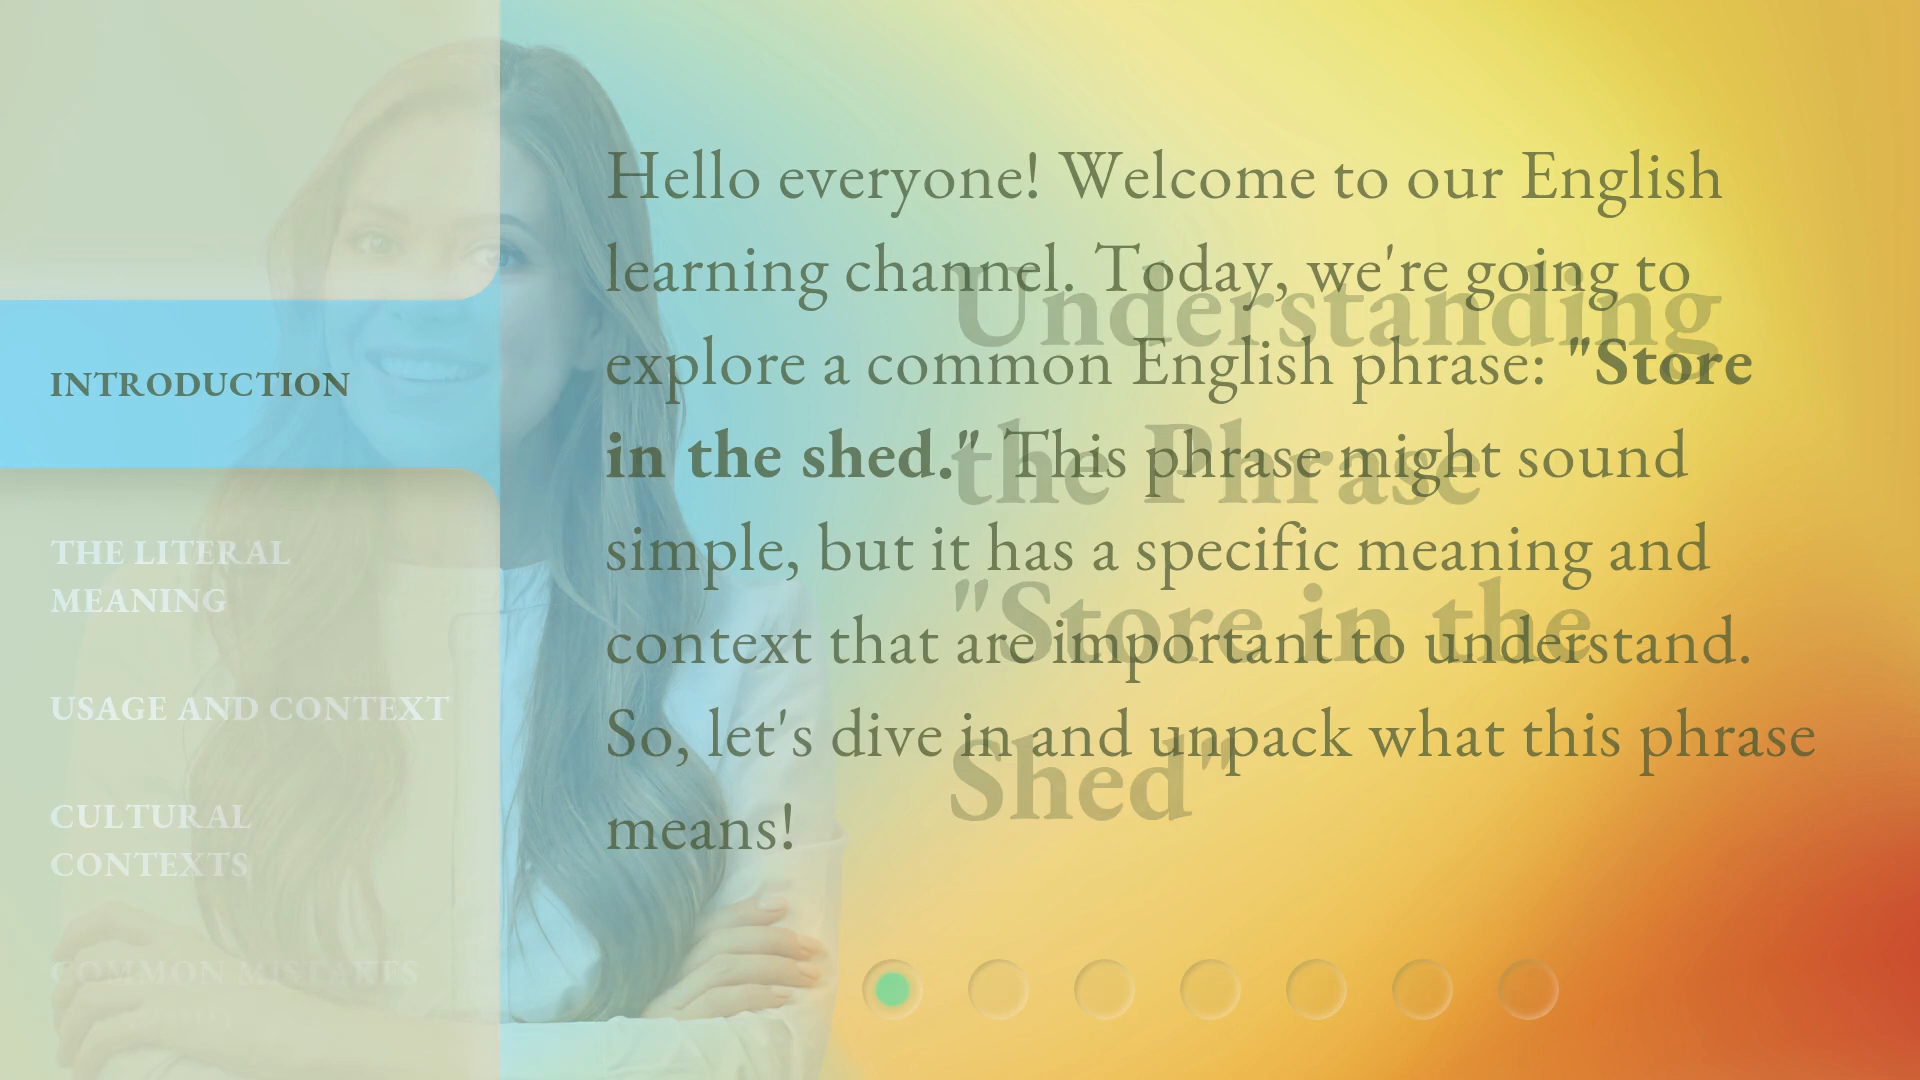 INTRODUCTION
THE LITERAL
MEANING
USAGE AND CONTEXT
CULTURAL
CONTEXTS
COMMON MISTAKES
Hello everyone! Welcome to our English
learning channel. Today, we're going to
explore a common English phrase: "Store
in the shed." This phrase might sound
simple, but it has a specific meaning and
context that are important to understand.
So, let's dive in and unpack what this phrase
means!
Understanding
the Phrase
"Store in the
Shed"